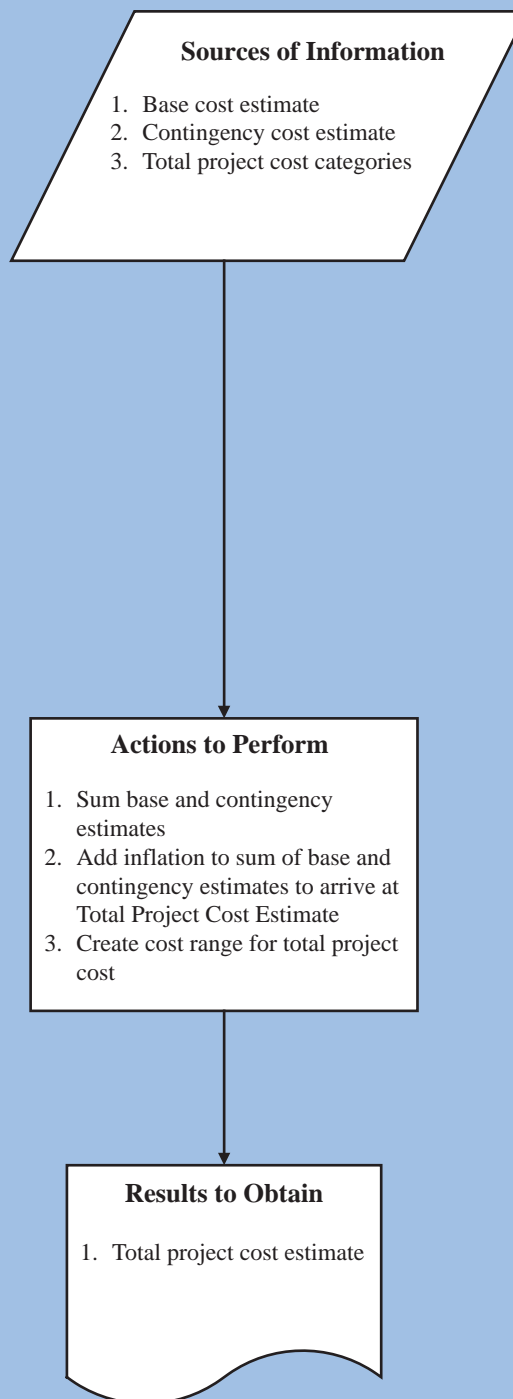 Sources of Information
1. Base cost estimate
2. Contingency cost estimate
3. Total project cost categories
Actions to Perform
1. Sum base and contingency
estimates
2. Add inflation to sum of base and
contingency estimates to arrive at
Total Project Cost Estimate
3. Create cost range for total project
cost
Results to Obtain
1. Total project cost estimate